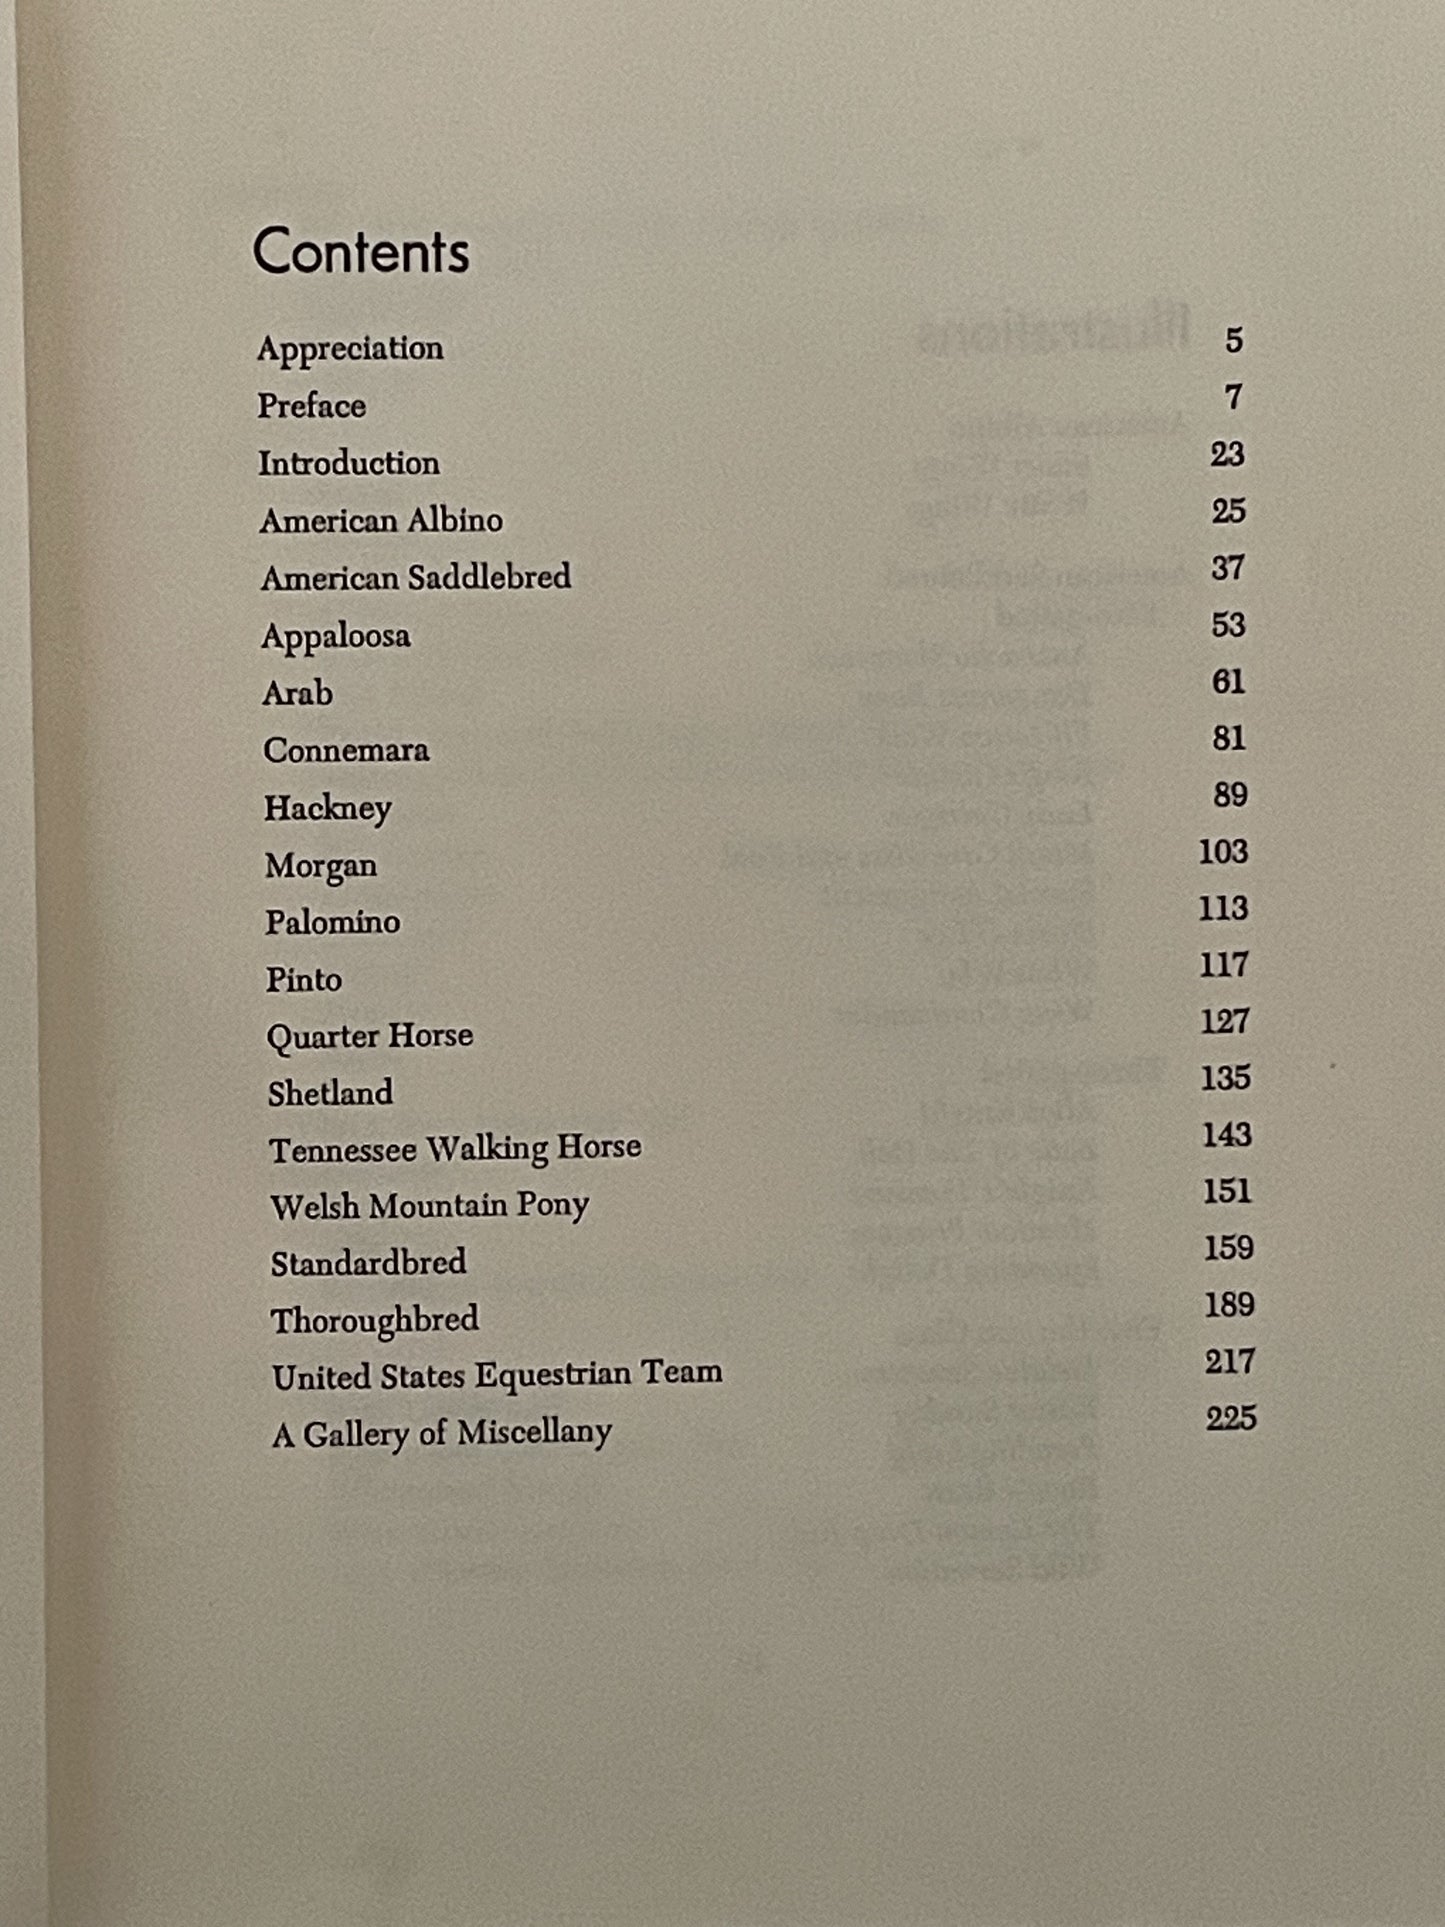 Contents
Appreciation 5
Preface 7
Introduction 23
American Albino 25
American Saddlebred 37
Appaloosa 53
Arab 61
Connemara 81
Hackney 89
Morgan 103
Palomino 113
Pinto 117
Quarter Horse 127
Shetland 135
Tennessee Walking Horse 143
Welsh Mountain Pony 151
Standardbred 159
Thoroughbred 189
United States Equestrian Team 217
A Gallery of Miscellany 225